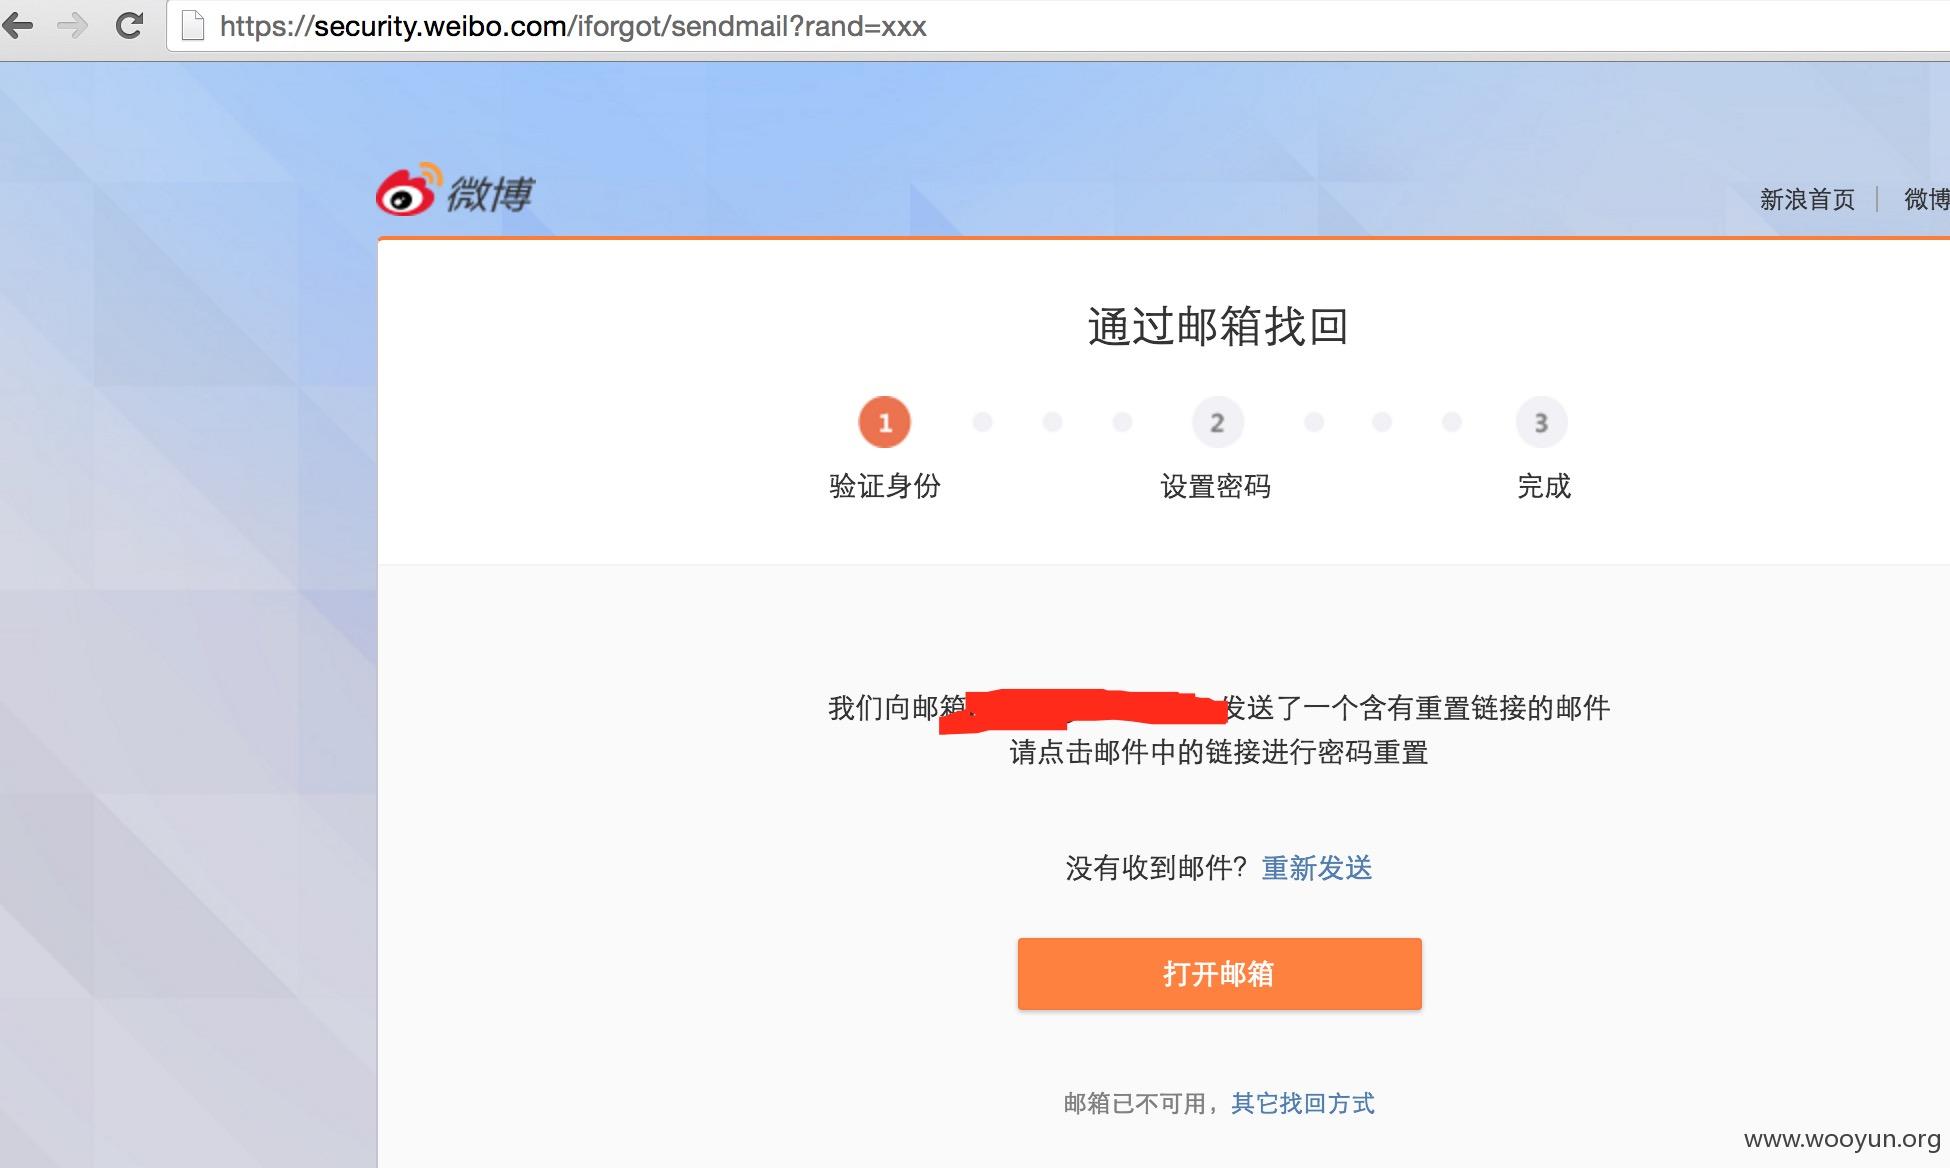 https://security.weibo.com/iforgot/sendmail?rand=xxx
微博
新浪首页 | 微博
通过邮箱找回
1 2 3
验证身份 设置密码 完成
我们向邮箱 发送了一个含有重置链接的邮件
请点击邮件中的链接进行密码重置
没有收到邮件? 重新发送
打开邮箱
邮箱已不可用，其它找回方式
www.wooyun.org